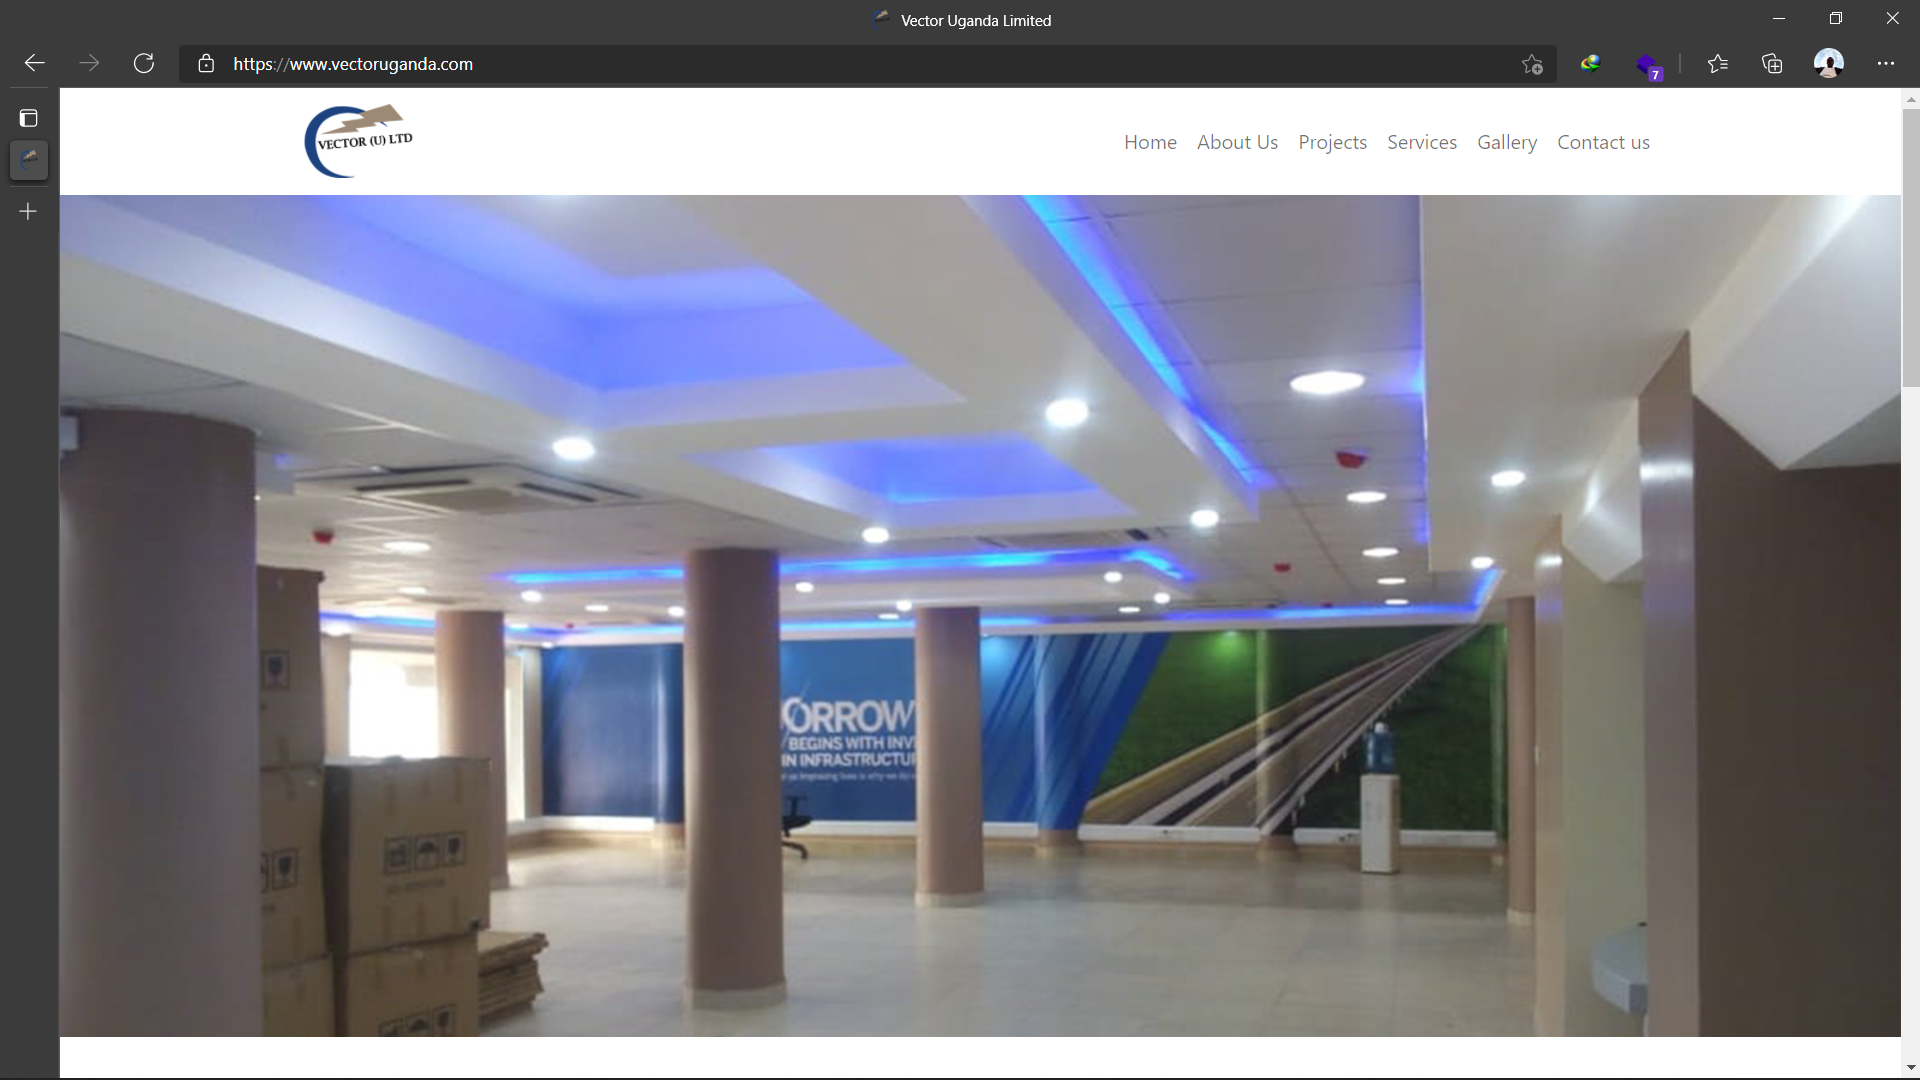 Vector Uganda Limited
https://www.vectoruganda.com
7
VECTOR (U) LTD
Home About Us Projects Services Gallery Contact us
ORROW
BEGINS WITH INV
IN INFRASTRUCTU